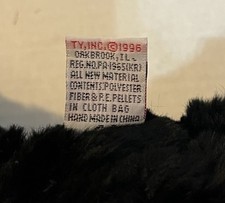 TY, INC. © 1996
OAKBROOK, IL.
REG.NO.PA-1965(KR)
ALL NEW MATERIAL
CONTENTS:POLYESTER
FIBER & P.E. PELLETS
IN CLOTH BAG
HAND MADE IN CHINA